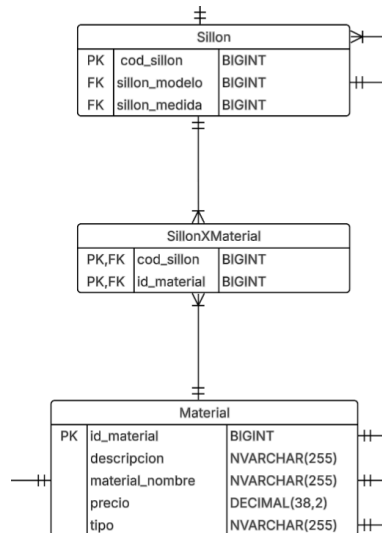 Sillon
PK cod_sillon BIGINT
FK sillon_modelo BIGINT
FK sillon_medida BIGINT
SillonXMaterial
PK,FK cod_sillon BIGINT
PK,FK id_material BIGINT
Material
PK id_material BIGINT
descripcion NVARCHAR(255)
material_nombre NVARCHAR(255)
precio DECIMAL(38,2)
tipo NVARCHAR(255)